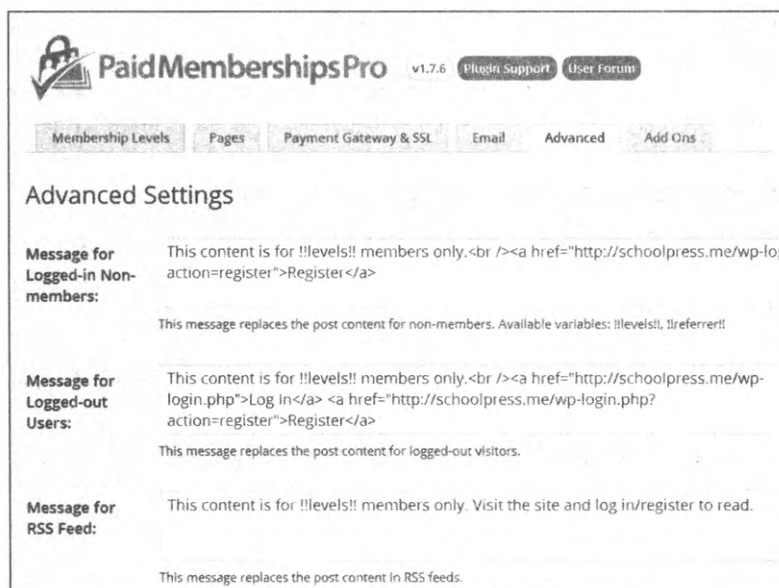 PaidMembershipsPro v1.7.6 Plugin Support User Forum
Membership Levels Pages Payment Gateway & SSL Email Advanced Add Ons
Advanced Settings
Message for Logged-in Non-members:
This content is for !!levels!! members only.<br /><a href="http://schoolpress.me/wp-log
action=register">Register</a>
This message replaces the post content for non-members. Available variables: !!levels!!, !!referrer!!
Message for Logged-out Users:
This content is for !!levels!! members only.<br /><a href="http://schoolpress.me/wp-
login.php">Log in</a> <a href="http://schoolpress.me/wp-login.php?
action=register">Register</a>
This message replaces the post content for logged-out visitors.
Message for RSS Feed:
This content is for !!levels!! members only. Visit the site and log in/register to read.
This message replaces the post content in RSS feeds.